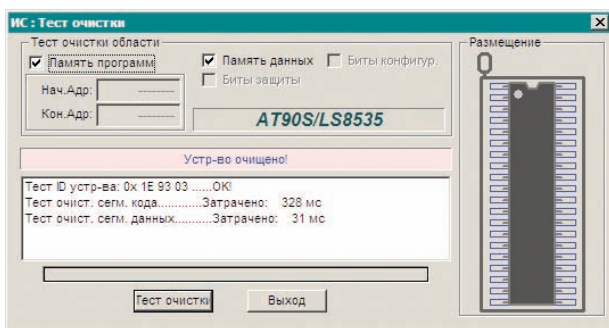 ИС : Тест очистки
Тест очистки области
Память программ
Память данных
Биты конфигур.
Биты защиты
Нач.Адр: --------
Кон.Адр: --------
AT90S/LS8535
Размещение
Устр-во очищено!
Тест ID устр-ва: 0x 1E 93 03 ......OK!
Тест очист. сегм. кода............Затрачено: 328 мс
Тест очист. сегм. данных..........Затрачено: 31 мс
Тест очистки
Выход